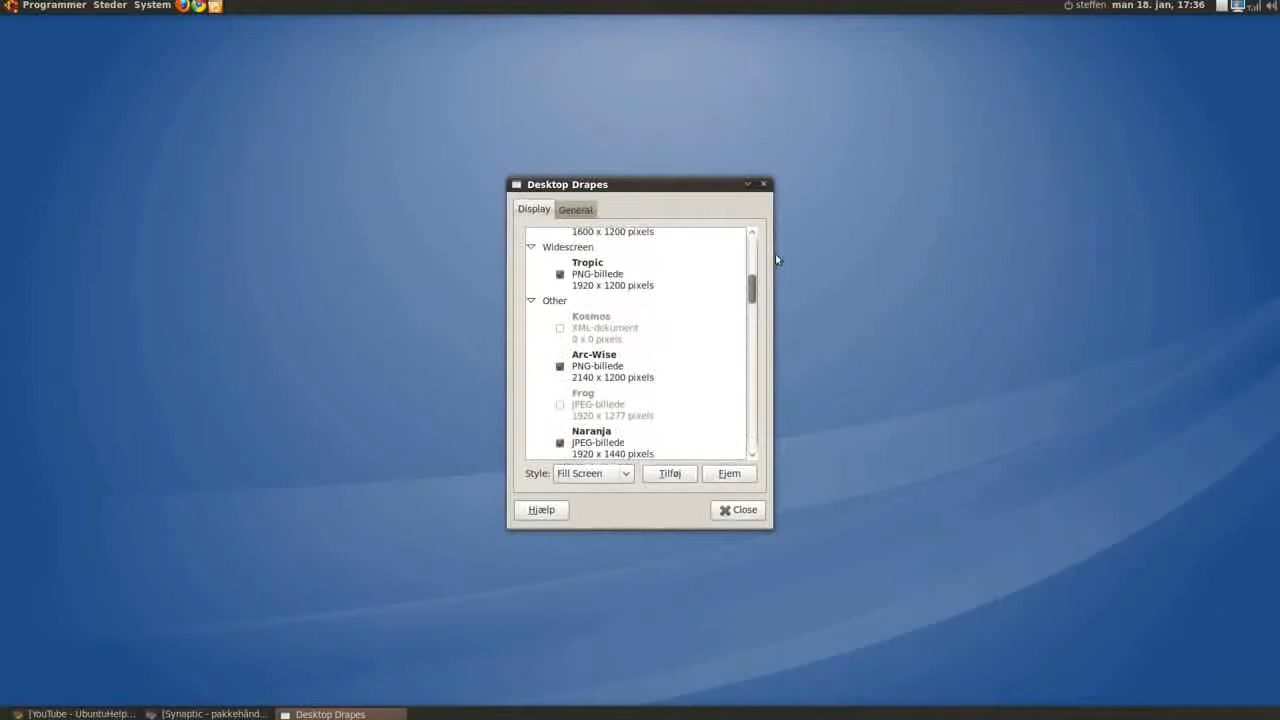 Programmer Steder System
steffen man 18. jan, 17:36
Desktop Drapes
Display General
1600 x 1200 pixels
Widescreen
Tropic
PNG-billede
1920 x 1200 pixels
Other
Kosmos
XML-dokument
0 x 0 pixels
Arc-Wise
PNG-billede
2140 x 1200 pixels
Frog
JPEG-billede
1920 x 1277 pixels
Naranja
JPEG-billede
1920 x 1440 pixels
Style: Fill Screen Tilføj Fjern
Hjælp Close
[YouTube - UbuntuHelp... [Synaptic - pakkehånd... Desktop Drapes